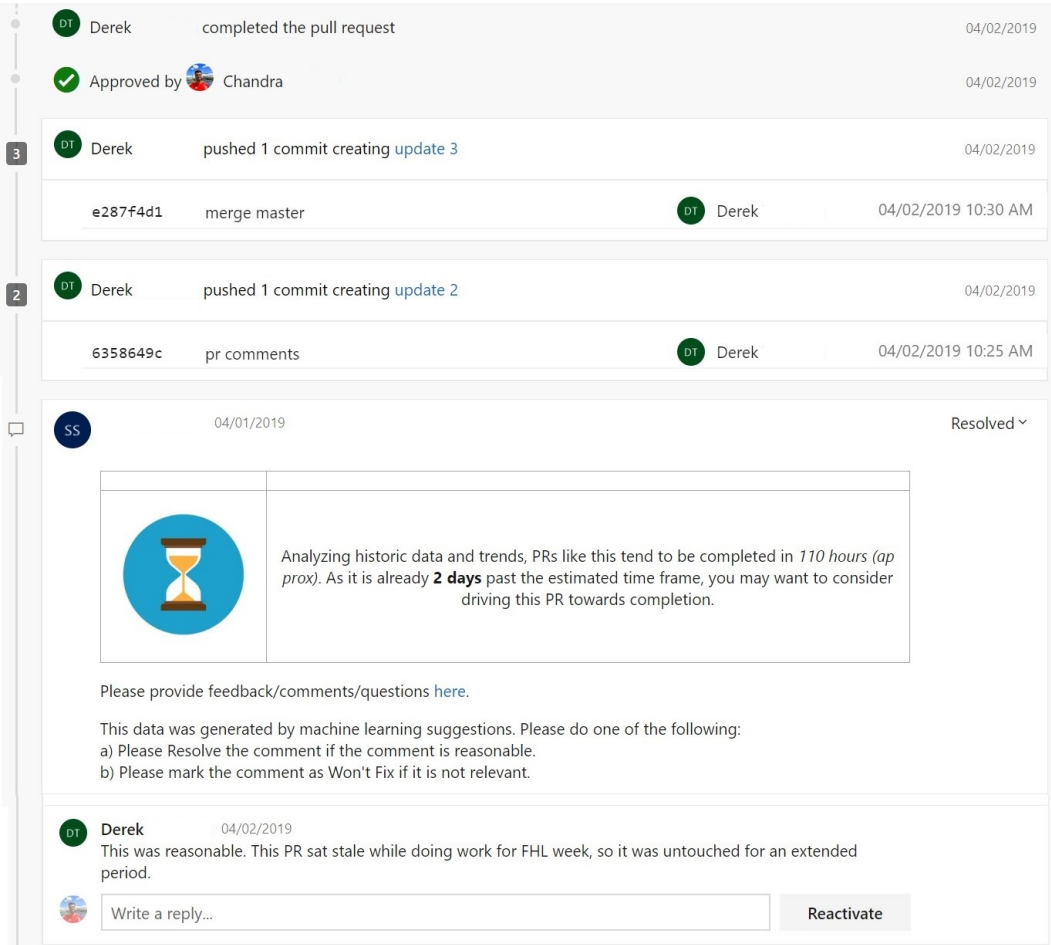 DT Derek completed the pull request 04/02/2019
Approved by Chandra 04/02/2019
3 DT Derek pushed 1 commit creating update 3 04/02/2019
e287f4d1 merge master DT Derek 04/02/2019 10:30 AM
2 DT Derek pushed 1 commit creating update 2 04/02/2019
6358649c pr comments DT Derek 04/02/2019 10:25 AM
SS 04/01/2019 Resolved
Analyzing historic data and trends, PRs like this tend to be completed in 110 hours (ap
prox). As it is already 2 days past the estimated time frame, you may want to consider
driving this PR towards completion.
Please provide feedback/comments/questions here.
This data was generated by machine learning suggestions. Please do one of the following:
a) Please Resolve the comment if the comment is reasonable.
b) Please mark the comment as Won't Fix if it is not relevant.
DT Derek 04/02/2019
This was reasonable. This PR sat stale while doing work for FHL week, so it was untouched for an extended
period.
Write a reply... Reactivate